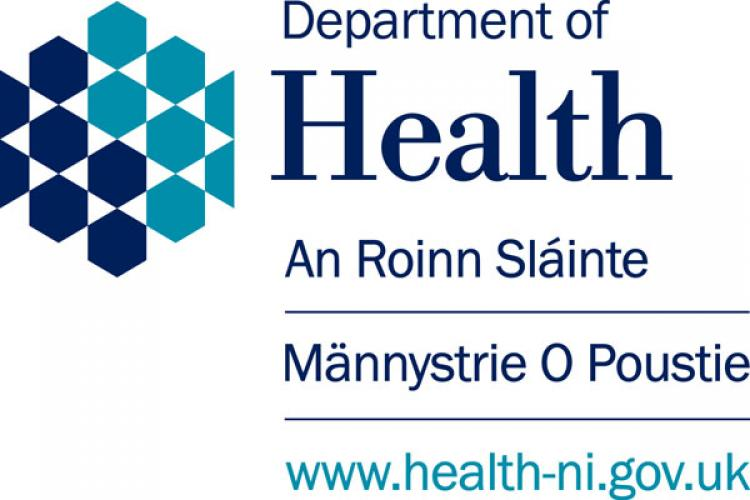 Department of
Health
An Roinn Sláinte
Männystrie O Poustie
www.health-ni.gov.uk